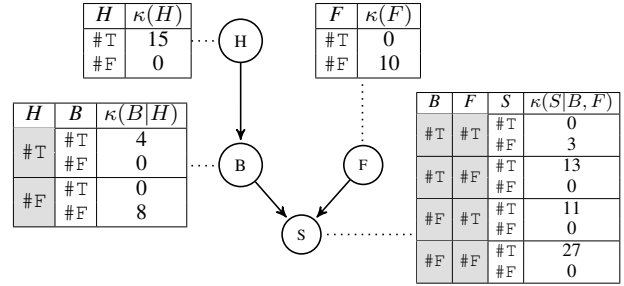 H κ(H)
#T 15
#F 0
H
F κ(F)
#T 0
#F 10
H B κ(B|H)
#T #T 4
#F 0
#F #T 0
#F 8
B
F
S
B F S κ(S|B, F)
#T #T #T 0
#F 3
#T #F #T 13
#F 0
#F #T #T 11
#F 0
#F #F #T 27
#F 0